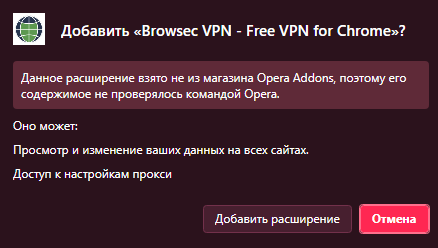 Добавить «Browsec VPN - Free VPN for Chrome»?
Данное расширение взято не из магазина Opera Addons, поэтому его
содержимое не проверялось командой Opera.
Оно может:
Просмотр и изменение ваших данных на всех сайтах.
Доступ к настройкам прокси
Добавить расширение
Отмена